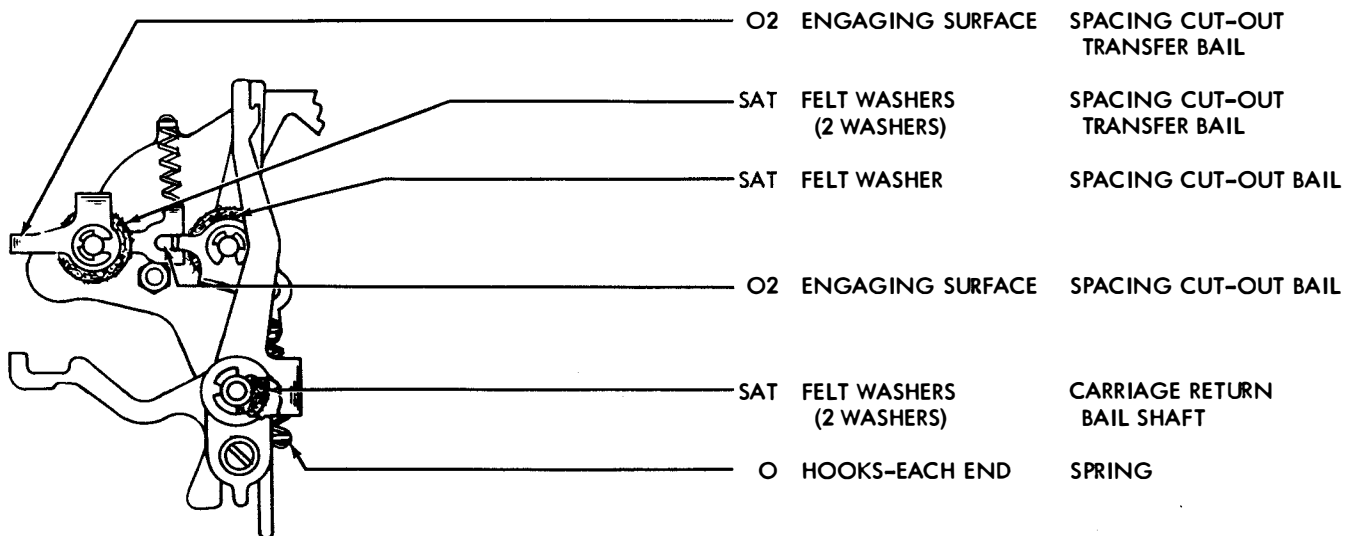 O2 ENGAGING SURFACE SPACING CUT-OUT
TRANSFER BAIL
SAT FELT WASHERS SPACING CUT-OUT
(2 WASHERS) TRANSFER BAIL
SAT FELT WASHER SPACING CUT-OUT BAIL
O2 ENGAGING SURFACE SPACING CUT-OUT BAIL
SAT FELT WASHERS CARRIAGE RETURN
(2 WASHERS) BAIL SHAFT
O HOOKS-EACH END SPRING